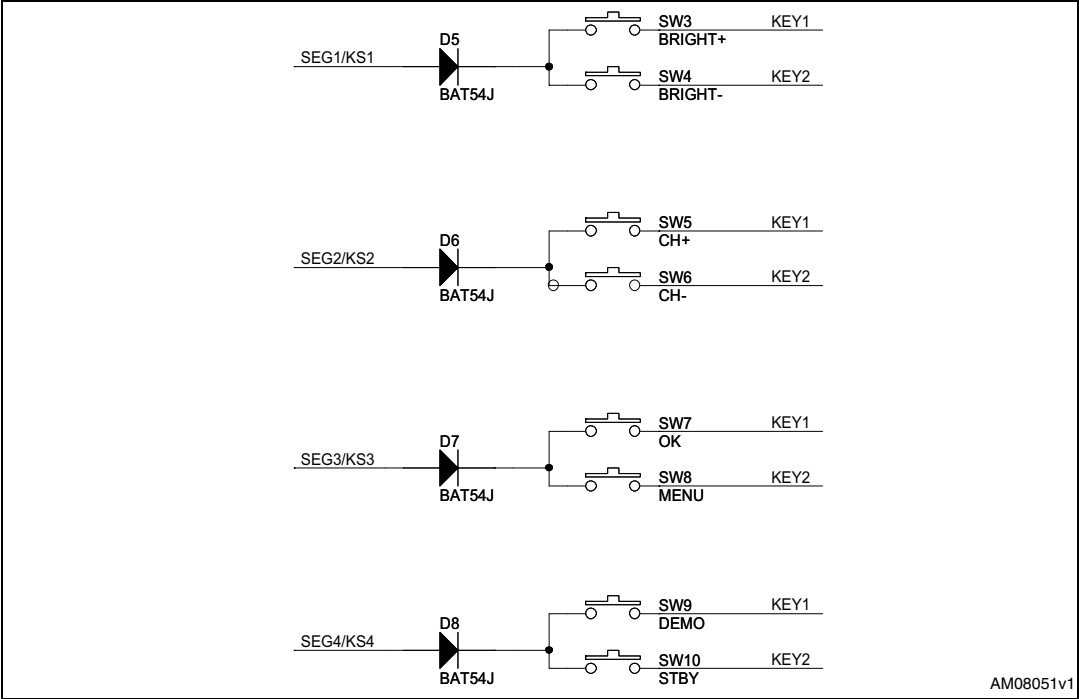 SW3 KEY1
BRIGHT+
D5
SEG1/KS1
SW4 KEY2
BAT54J
BRIGHT-
SW5 KEY1
CH+
D6
SEG2/KS2
SW6 KEY2
BAT54J
CH-
SW7 KEY1
OK
D7
SEG3/KS3
SW8 KEY2
BAT54J
MENU
SW9 KEY1
DEMO
D8
SEG4/KS4
SW10 KEY2
BAT54J
STBY
AM08051v1